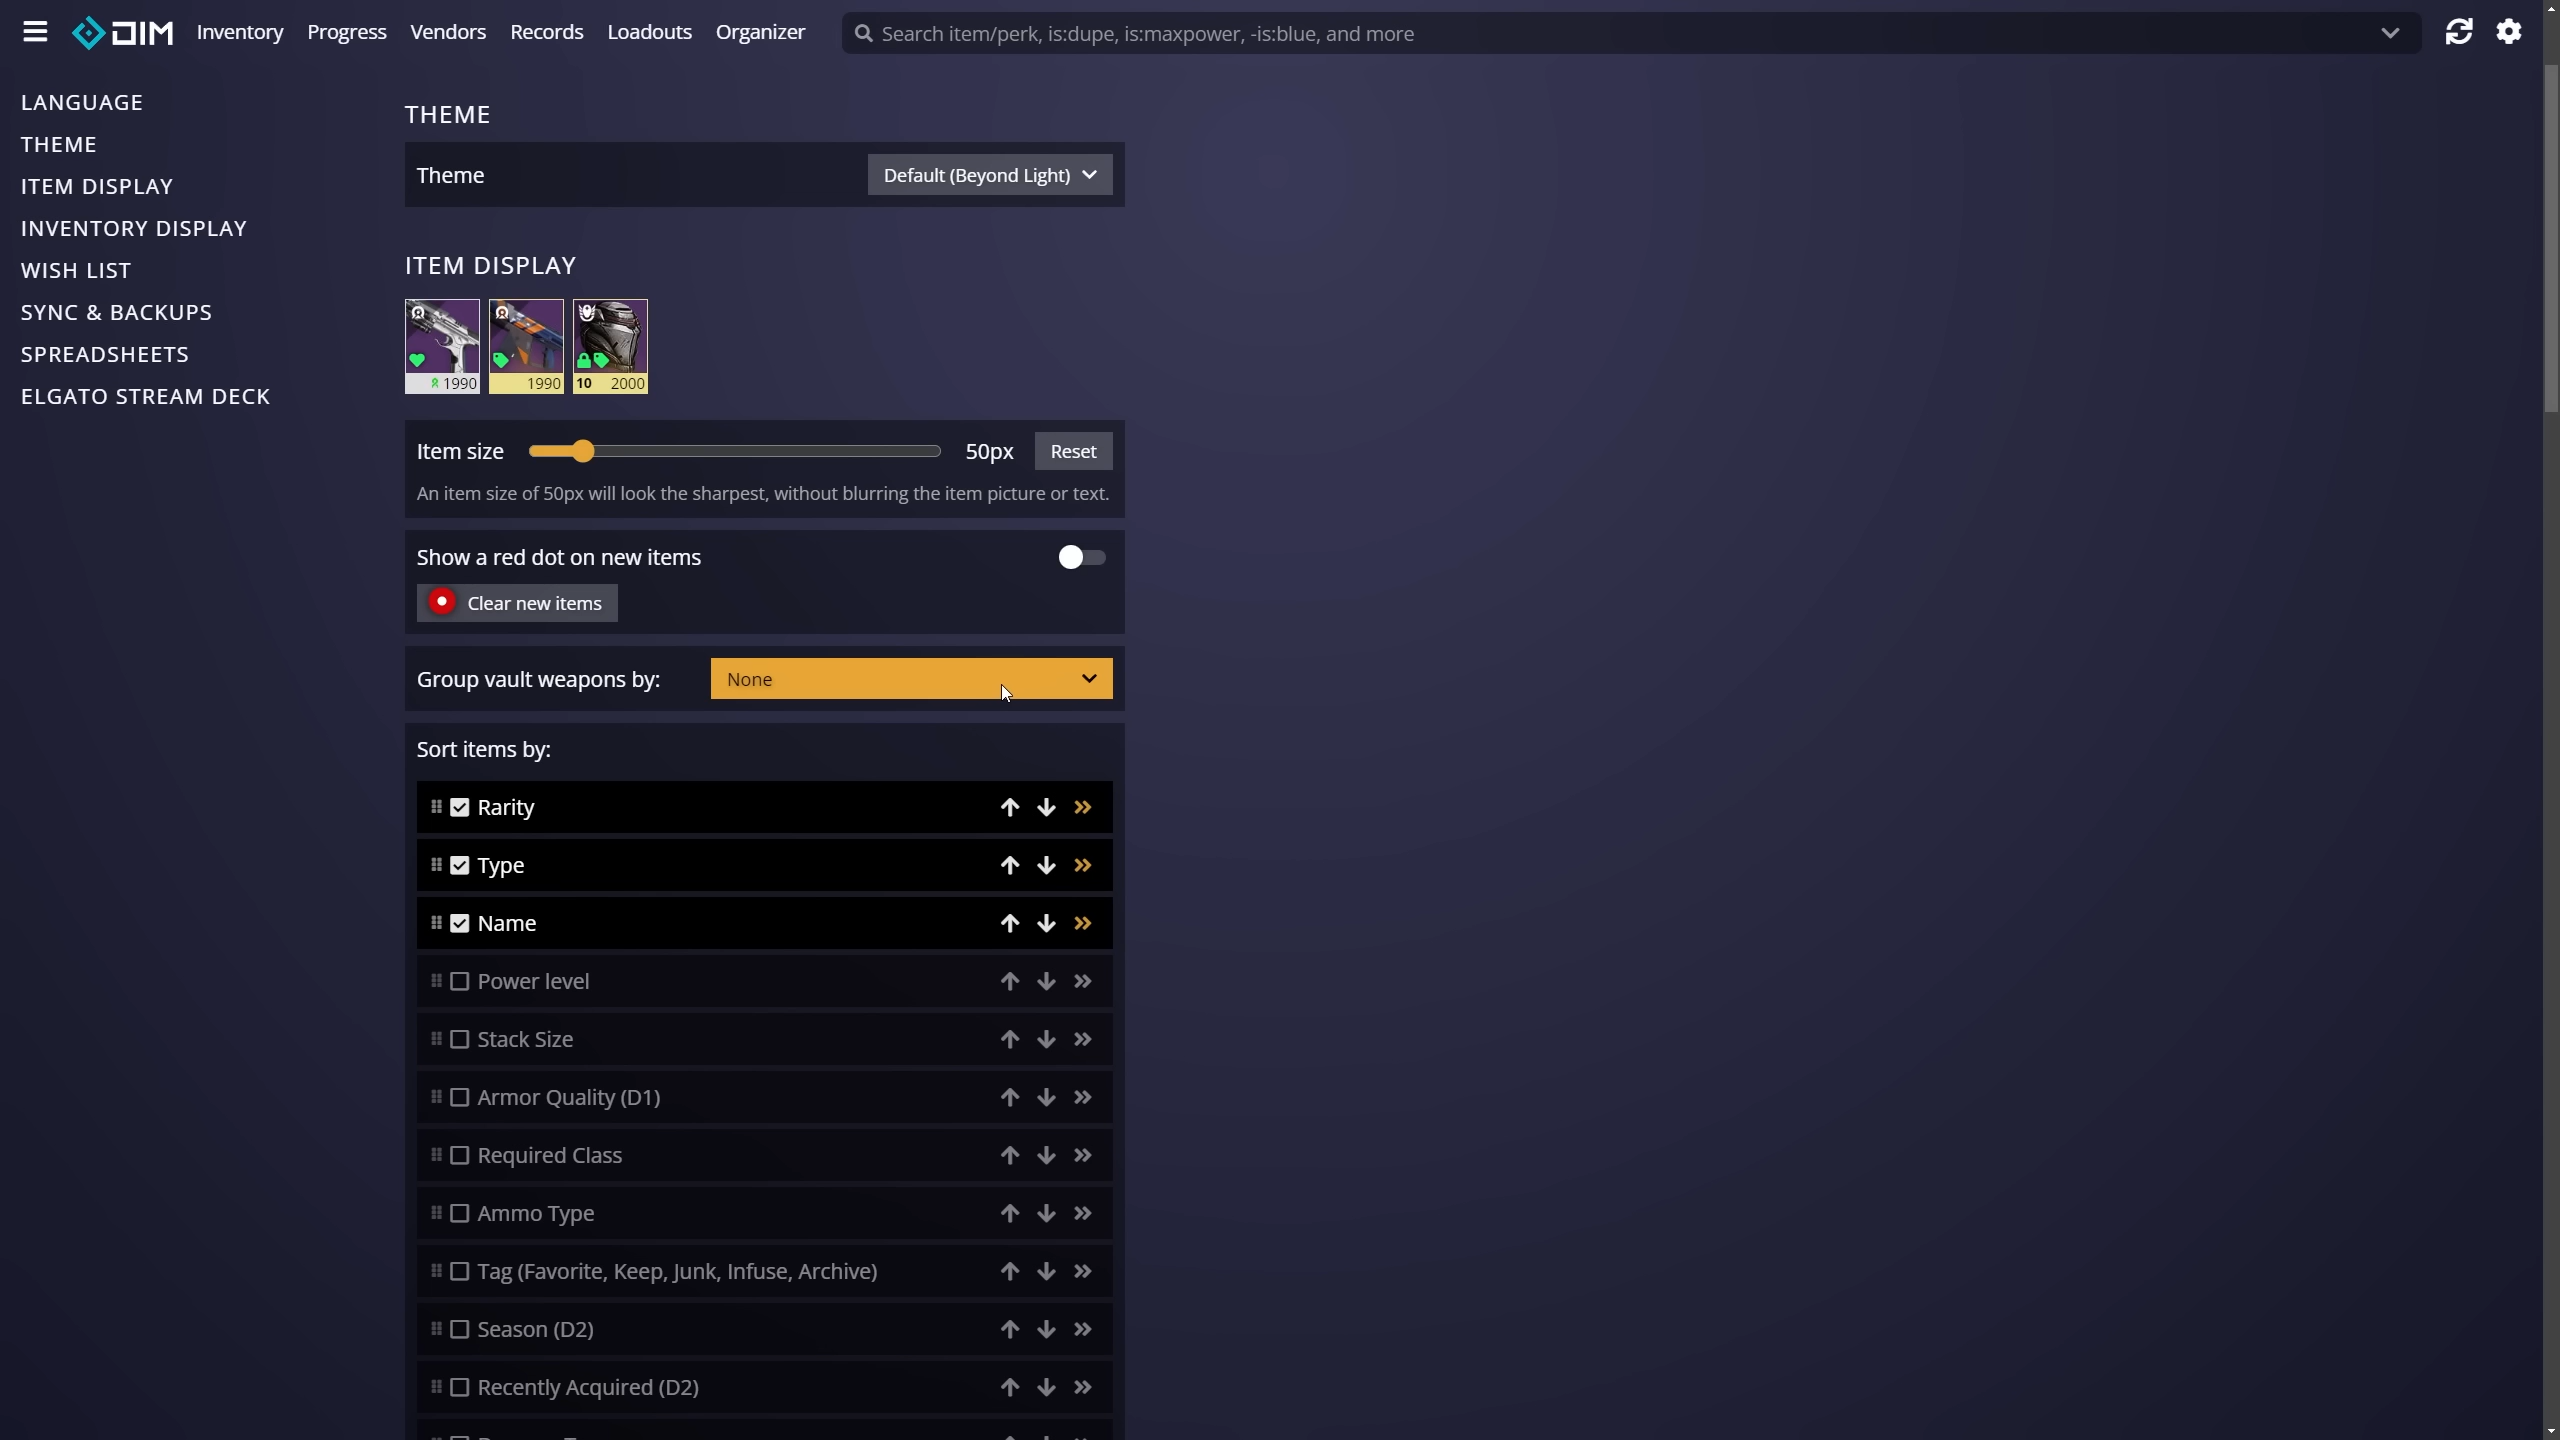 DIM Inventory Progress Vendors Records Loadouts Organizer Search item/perk, is:dupe, is:maxpower, -is:blue, and more
LANGUAGE
THEME
ITEM DISPLAY
INVENTORY DISPLAY
WISH LIST
SYNC & BACKUPS
SPREADSHEETS
ELGATO STREAM DECK
THEME
Theme Default (Beyond Light)
ITEM DISPLAY
1990 1990 10 2000
Item size 50px Reset
An item size of 50px will look the sharpest, without blurring the item picture or text.
Show a red dot on new items
Clear new items
Group vault weapons by: None
Sort items by:
Rarity
Type
Name
Power level
Stack Size
Armor Quality (D1)
Required Class
Ammo Type
Tag (Favorite, Keep, Junk, Infuse, Archive)
Season (D2)
Recently Acquired (D2)